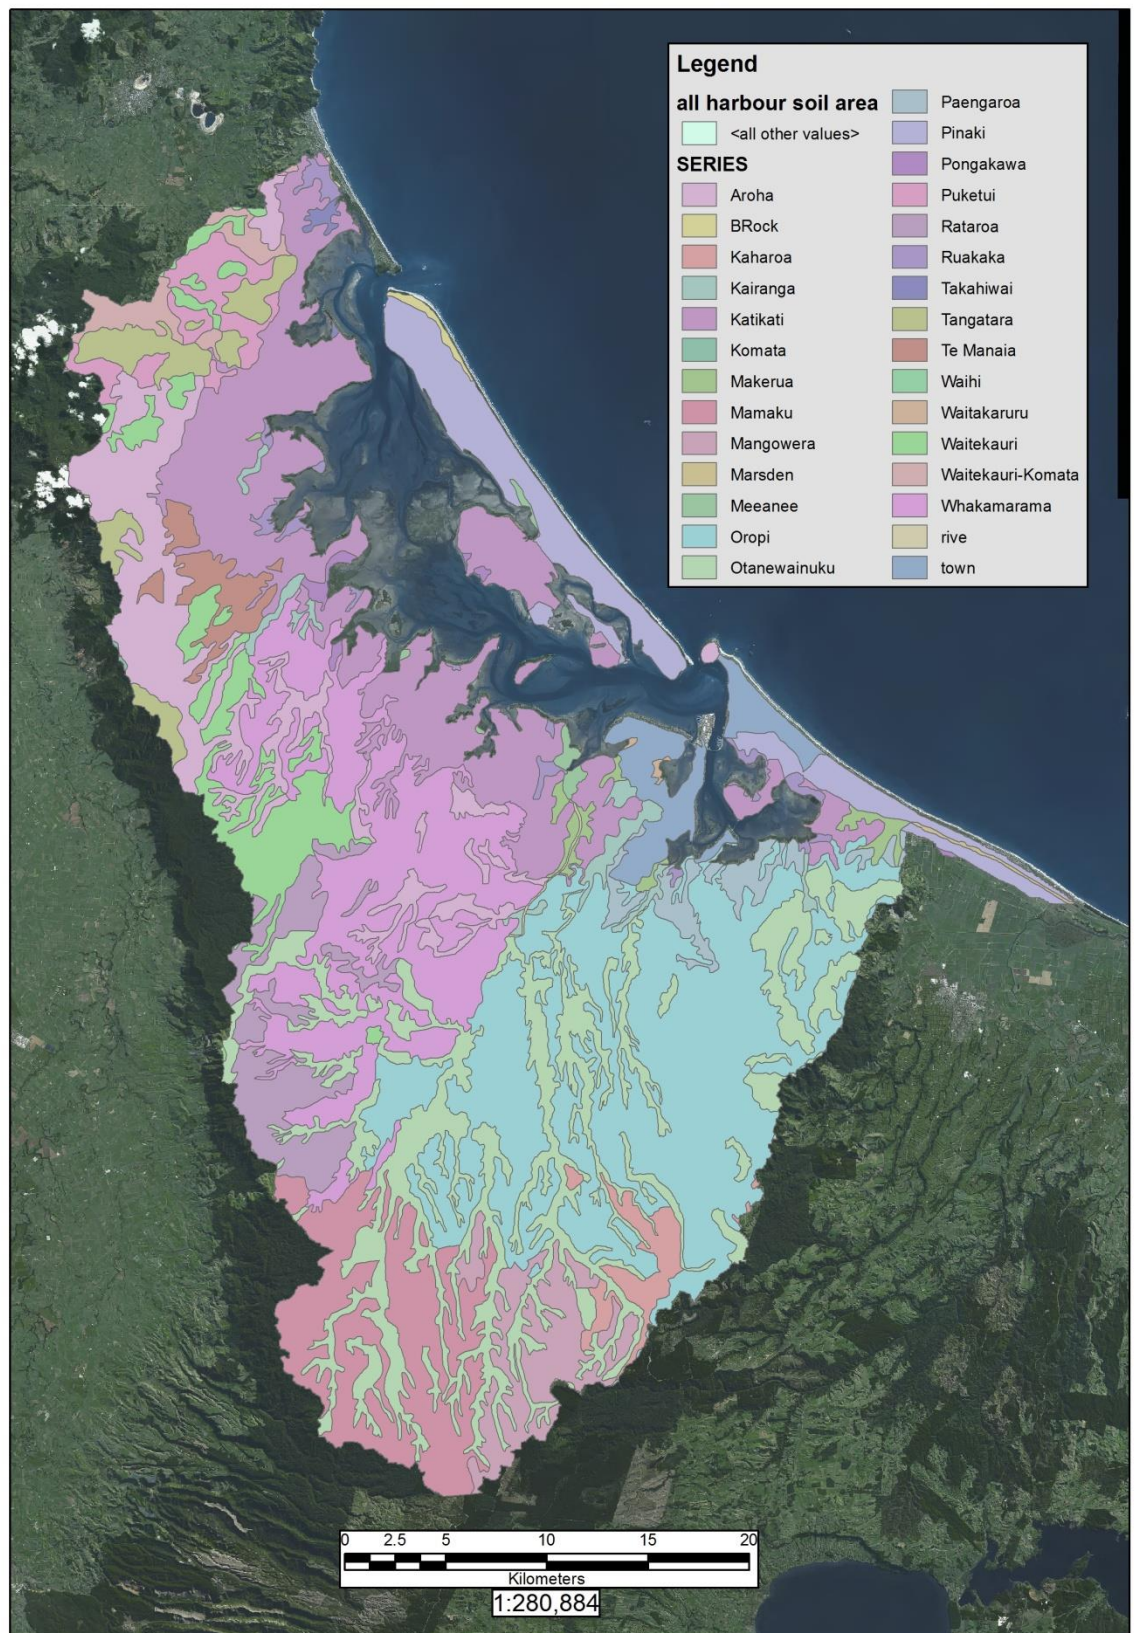 Legend
all harbour soil area
<all other values>
SERIES
Aroha
BRock
Kaharoa
Kairanga
Katikati
Komata
Makerua
Mamaku
Mangowera
Marsden
Meeanee
Oropi
Otanewainuku
Paengaroa
Pinaki
Pongakawa
Puketui
Rataroa
Ruakaka
Takahiwai
Tangatara
Te Manaia
Waihi
Waitakaruru
Waitekauri
Waitekauri-Komata
Whakamarama
rive
town
0 2.5 5 10 15 20
Kilometers
1:280,884